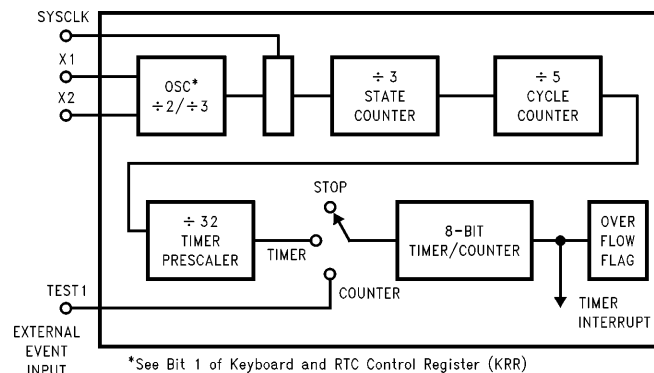 SYSCLK
X1
X2
OSC*
÷2/÷3
÷ 3
STATE
COUNTER
÷ 5
CYCLE
COUNTER
÷ 32
TIMER
PRESCALER
STOP
TIMER
COUNTER
8-BIT
TIMER/COUNTER
OVER
FLOW
FLAG
TIMER
INTERRUPT
TEST1
EXTERNAL
EVENT
INPUT
*See Bit 1 of Keyboard and RTC Control Register (KRR)